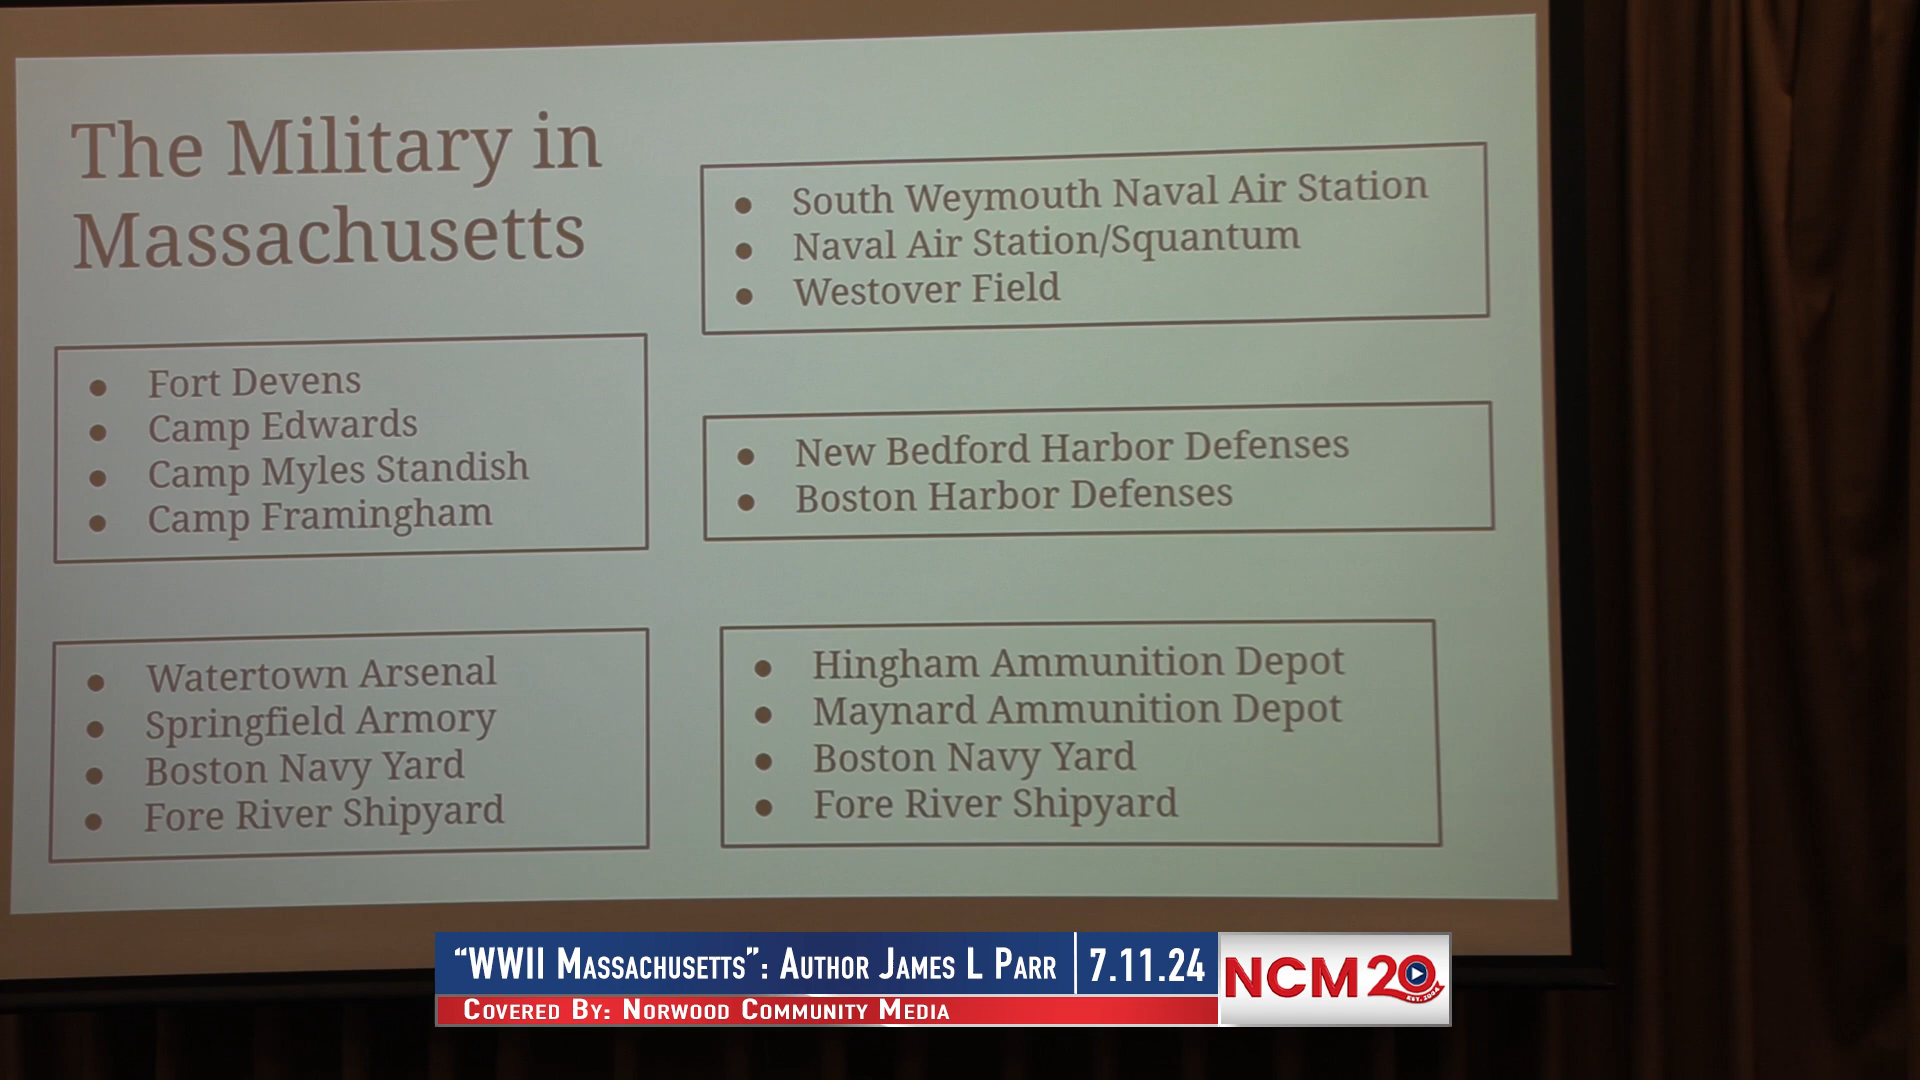 The Military in
Massachusetts
• Fort Devens
• Camp Edwards
• Camp Myles Standish
• Camp Framingham
• Watertown Arsenal
• Springfield Armory
• Boston Navy Yard
• Fore River Shipyard
• South Weymouth Naval Air Station
• Naval Air Station/Squantum
• Westover Field
• New Bedford Harbor Defenses
• Boston Harbor Defenses
• Hingham Ammunition Depot
• Maynard Ammunition Depot
• Boston Navy Yard
• Fore River Shipyard
“WWII Massachusetts”: Author James L Parr 7.11.24
Covered By: Norwood Community Media
NCM20
EST. 2004